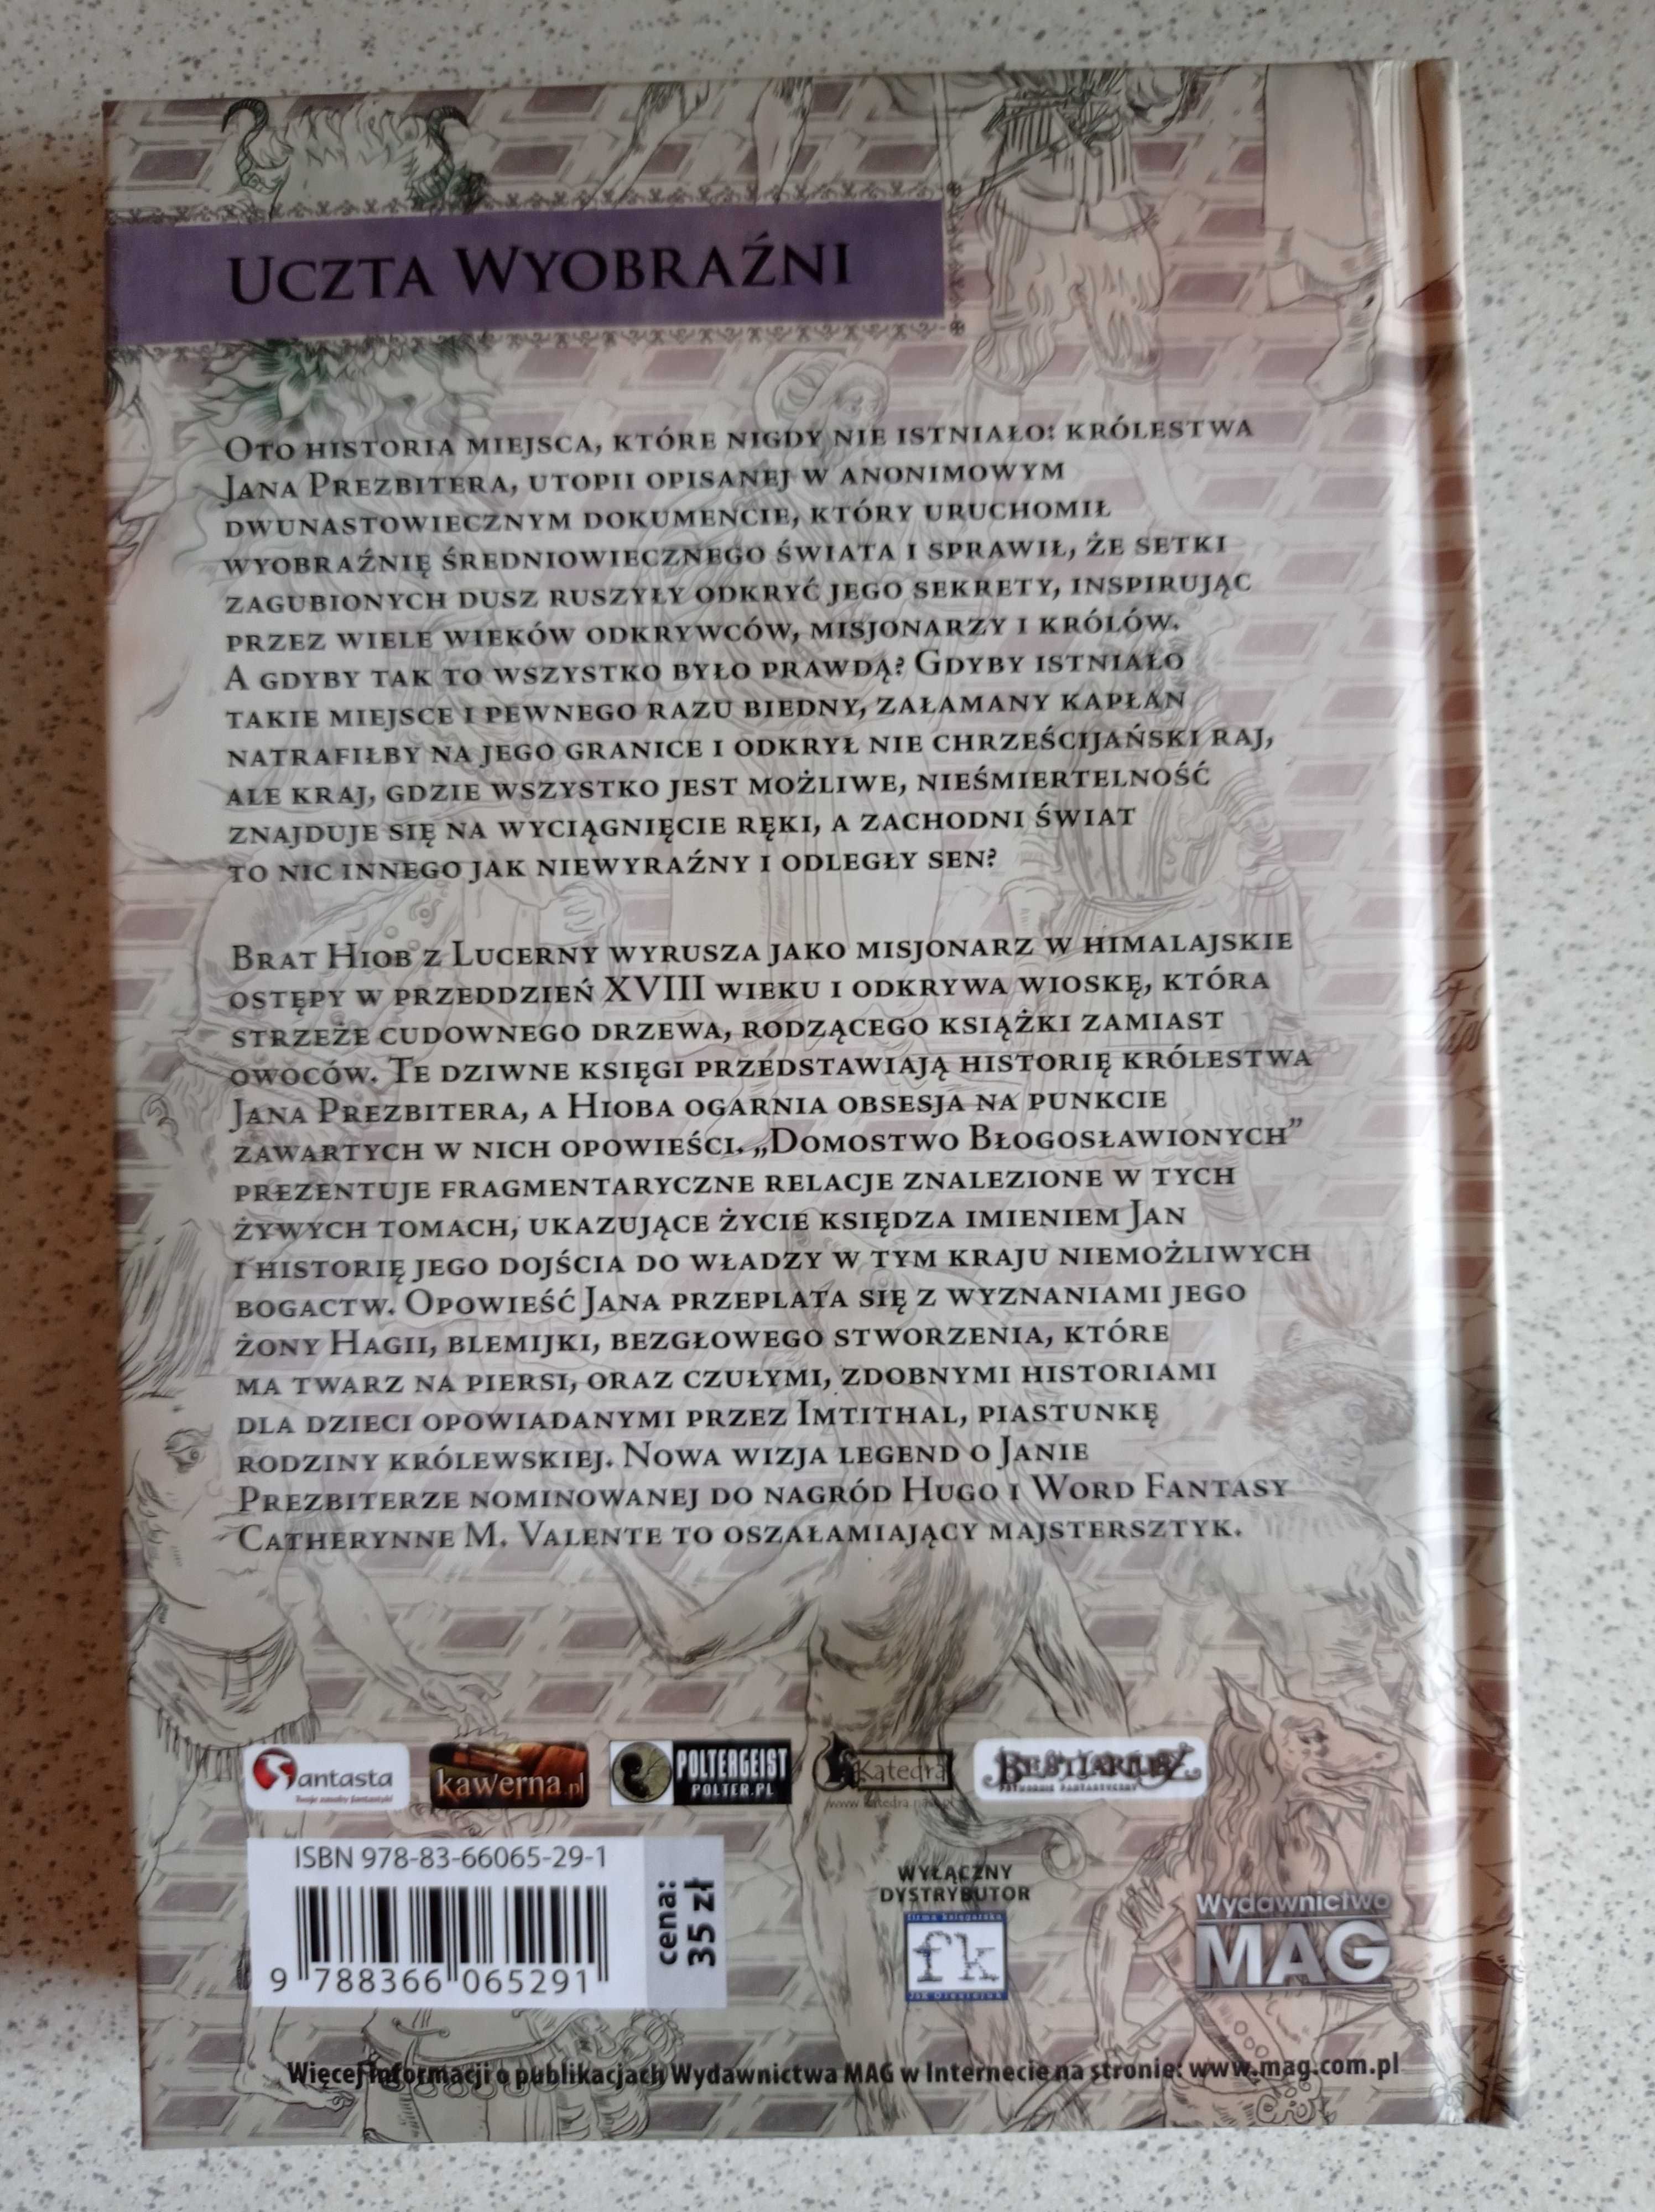 UCZTA WYOBRAŹNI
OTO HISTORIA MIEJSCA, KTÓRE NIGDY NIE ISTNIAŁO: KRÓLESTWA
JANA PREZBITERA, UTOPII OPISANEJ W ANONIMOWYM
DWUNASTOWIECZNYM DOKUMENCIE, KTÓRY URUCHOMIŁ
WYOBRAŹNIĘ ŚREDNIOWIECZNEGO ŚWIATA I SPRAWIŁ, ŻE SETKI
ZAGUBIONYCH DUSZ RUSZYŁY ODKRYĆ JEGO SEKRETY, INSPIRUJĄC
PRZEZ WIELE WIEKÓW ODKRYWCÓW, MISJONARZY I KRÓLÓW.
A GDYBY TAK TO WSZYSTKO BYŁO PRAWDĄ? GDYBY ISTNIAŁO
TAKIE MIEJSCE I PEWNEGO RAZU BIEDNY, ZAŁAMANY KAPŁAN
NATRAFIŁBY NA JEGO GRANICE I ODKRYŁ NIE CHRZEŚCIJAŃSKI RAJ,
ALE KRAJ, GDZIE WSZYSTKO JEST MOŻLIWE, NIEŚMIERTELNOŚĆ
ZNAJDUJE SIĘ NA WYCIĄGNIĘCIE RĘKI, A ZACHODNI ŚWIAT
TO NIC INNEGO JAK NIEWYRAŹNY I ODLEGŁY SEN?
BRAT HIOB Z LUCERNY WYRUSZA JAKO MISJONARZ W HIMALAJSKIE
OSTĘPY W PRZEDDZIEŃ XVIII WIEKU I ODKRYWA WIOSKĘ, KTÓRA
STRZEŻE CUDOWNEGO DRZEWA, RODZĄCEGO KSIĄŻKI ZAMIAST
OWOCÓW. TE DZIWNE KSIĘGI PRZEDSTAWIAJĄ HISTORIĘ KRÓLESTWA
JANA PREZBITERA, A HIOBA OGARNIA OBSESJA NA PUNKCIE
ZAWARTYCH W NICH OPOWIEŚCI. „DOMOSTWO BŁOGOSŁAWIONYCH”
PREZENTUJE FRAGMENTARYCZNE RELACJE ZNALEZIONE W TYCH
ŻYWYCH TOMACH, UKAZUJĄCE ŻYCIE KSIĘDZA IMIENIEM JAN
I HISTORIĘ JEGO DOJŚCIA DO WŁADZY W TYM KRAJU NIEMOŻLIWYCH
BOGACTW. OPOWIEŚĆ JANA PRZEPLATA SIĘ Z WYZNANIAMI JEGO
ŻONY HAGII, BLEMIJKI, BEZGŁOWEGO STWORZENIA, KTÓRE
MA TWARZ NA PIERSI, ORAZ CZUŁYMI, ZDOBNYMI HISTORIAMI
DLA DZIECI OPOWIADANYMI PRZEZ IMTITHAL, PIASTUNKĘ
RODZINY KRÓLEWSKIEJ. NOWA WIZJA LEGEND O JANIE
PREZBITERZE NOMINOWANEJ DO NAGRÓD HUGO I WORD FANTASY
CATHERYNNE M. VALENTE TO OSZAŁAMIAJĄCY MAJSTERSZTYK.
fantasta
Twoje zasoby fantastyki
kawerna.pl
POLTERGEIST
POLTER.PL
Katedra
BESTIARIUSZ
ISBN 978-83-66065-29-1
9 788366 065291
cena:
35 zł
WYŁĄCZNY
DYSTRYBUTOR
firma księgarska
fk
JiK Olesiejuk
Wydawnictwo
MAG
Więcej informacji o publikacjach Wydawnictwa MAG w Internecie na stronie: www.mag.com.pl